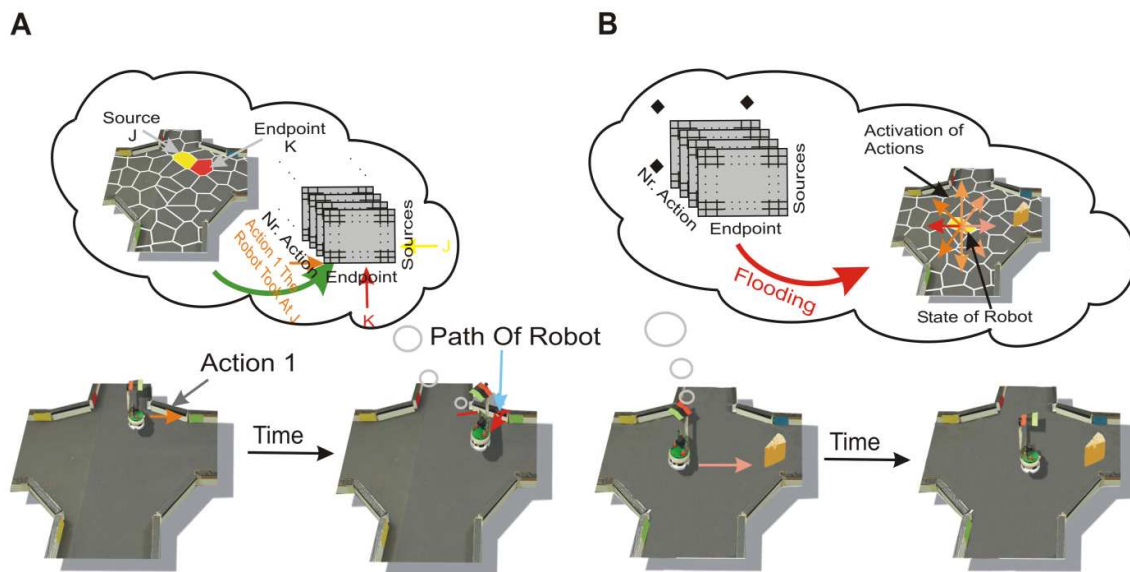 A
Source
J
Endpoint
K
Nr. Action
Action 1 The
Robot Took At J
Endpoint
Sources
J
K
Action 1
Time
Path Of Robot
B
Nr. Action
Endpoint
Sources
Flooding
Activation of
Actions
State of Robot
Time